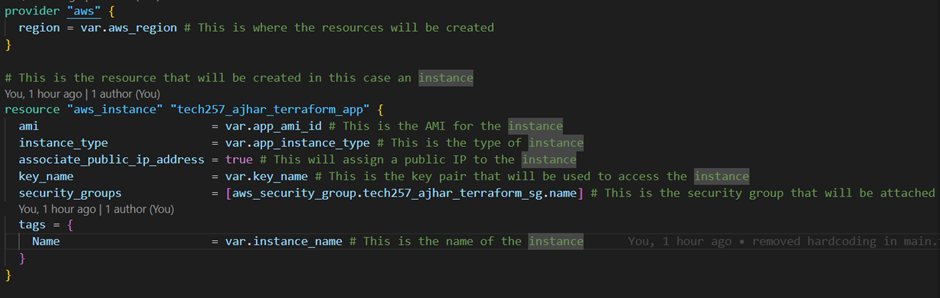 provider "aws" {
region = var.aws_region # This is where the resources will be created
}
# This is the resource that will be created in this case an instance
You, 1 hour ago | 1 author (You)
resource "aws_instance" "tech257_ajhar_terraform_app" {
ami = var.app_ami_id # This is the AMI for the instance
instance_type = var.app_instance_type # This is the type of instance
associate_public_ip_address = true # This will assign a public IP to the instance
key_name = var.key_name # This is the key pair that will be used to access the instance
security_groups = [aws_security_group.tech257_ajhar_terraform_sg.name] # This is the security group that will be attached
You, 1 hour ago | 1 author (You)
tags = {
Name = var.instance_name # This is the name of the instance You, 1 hour ago • removed hardcoding in main.
}
}